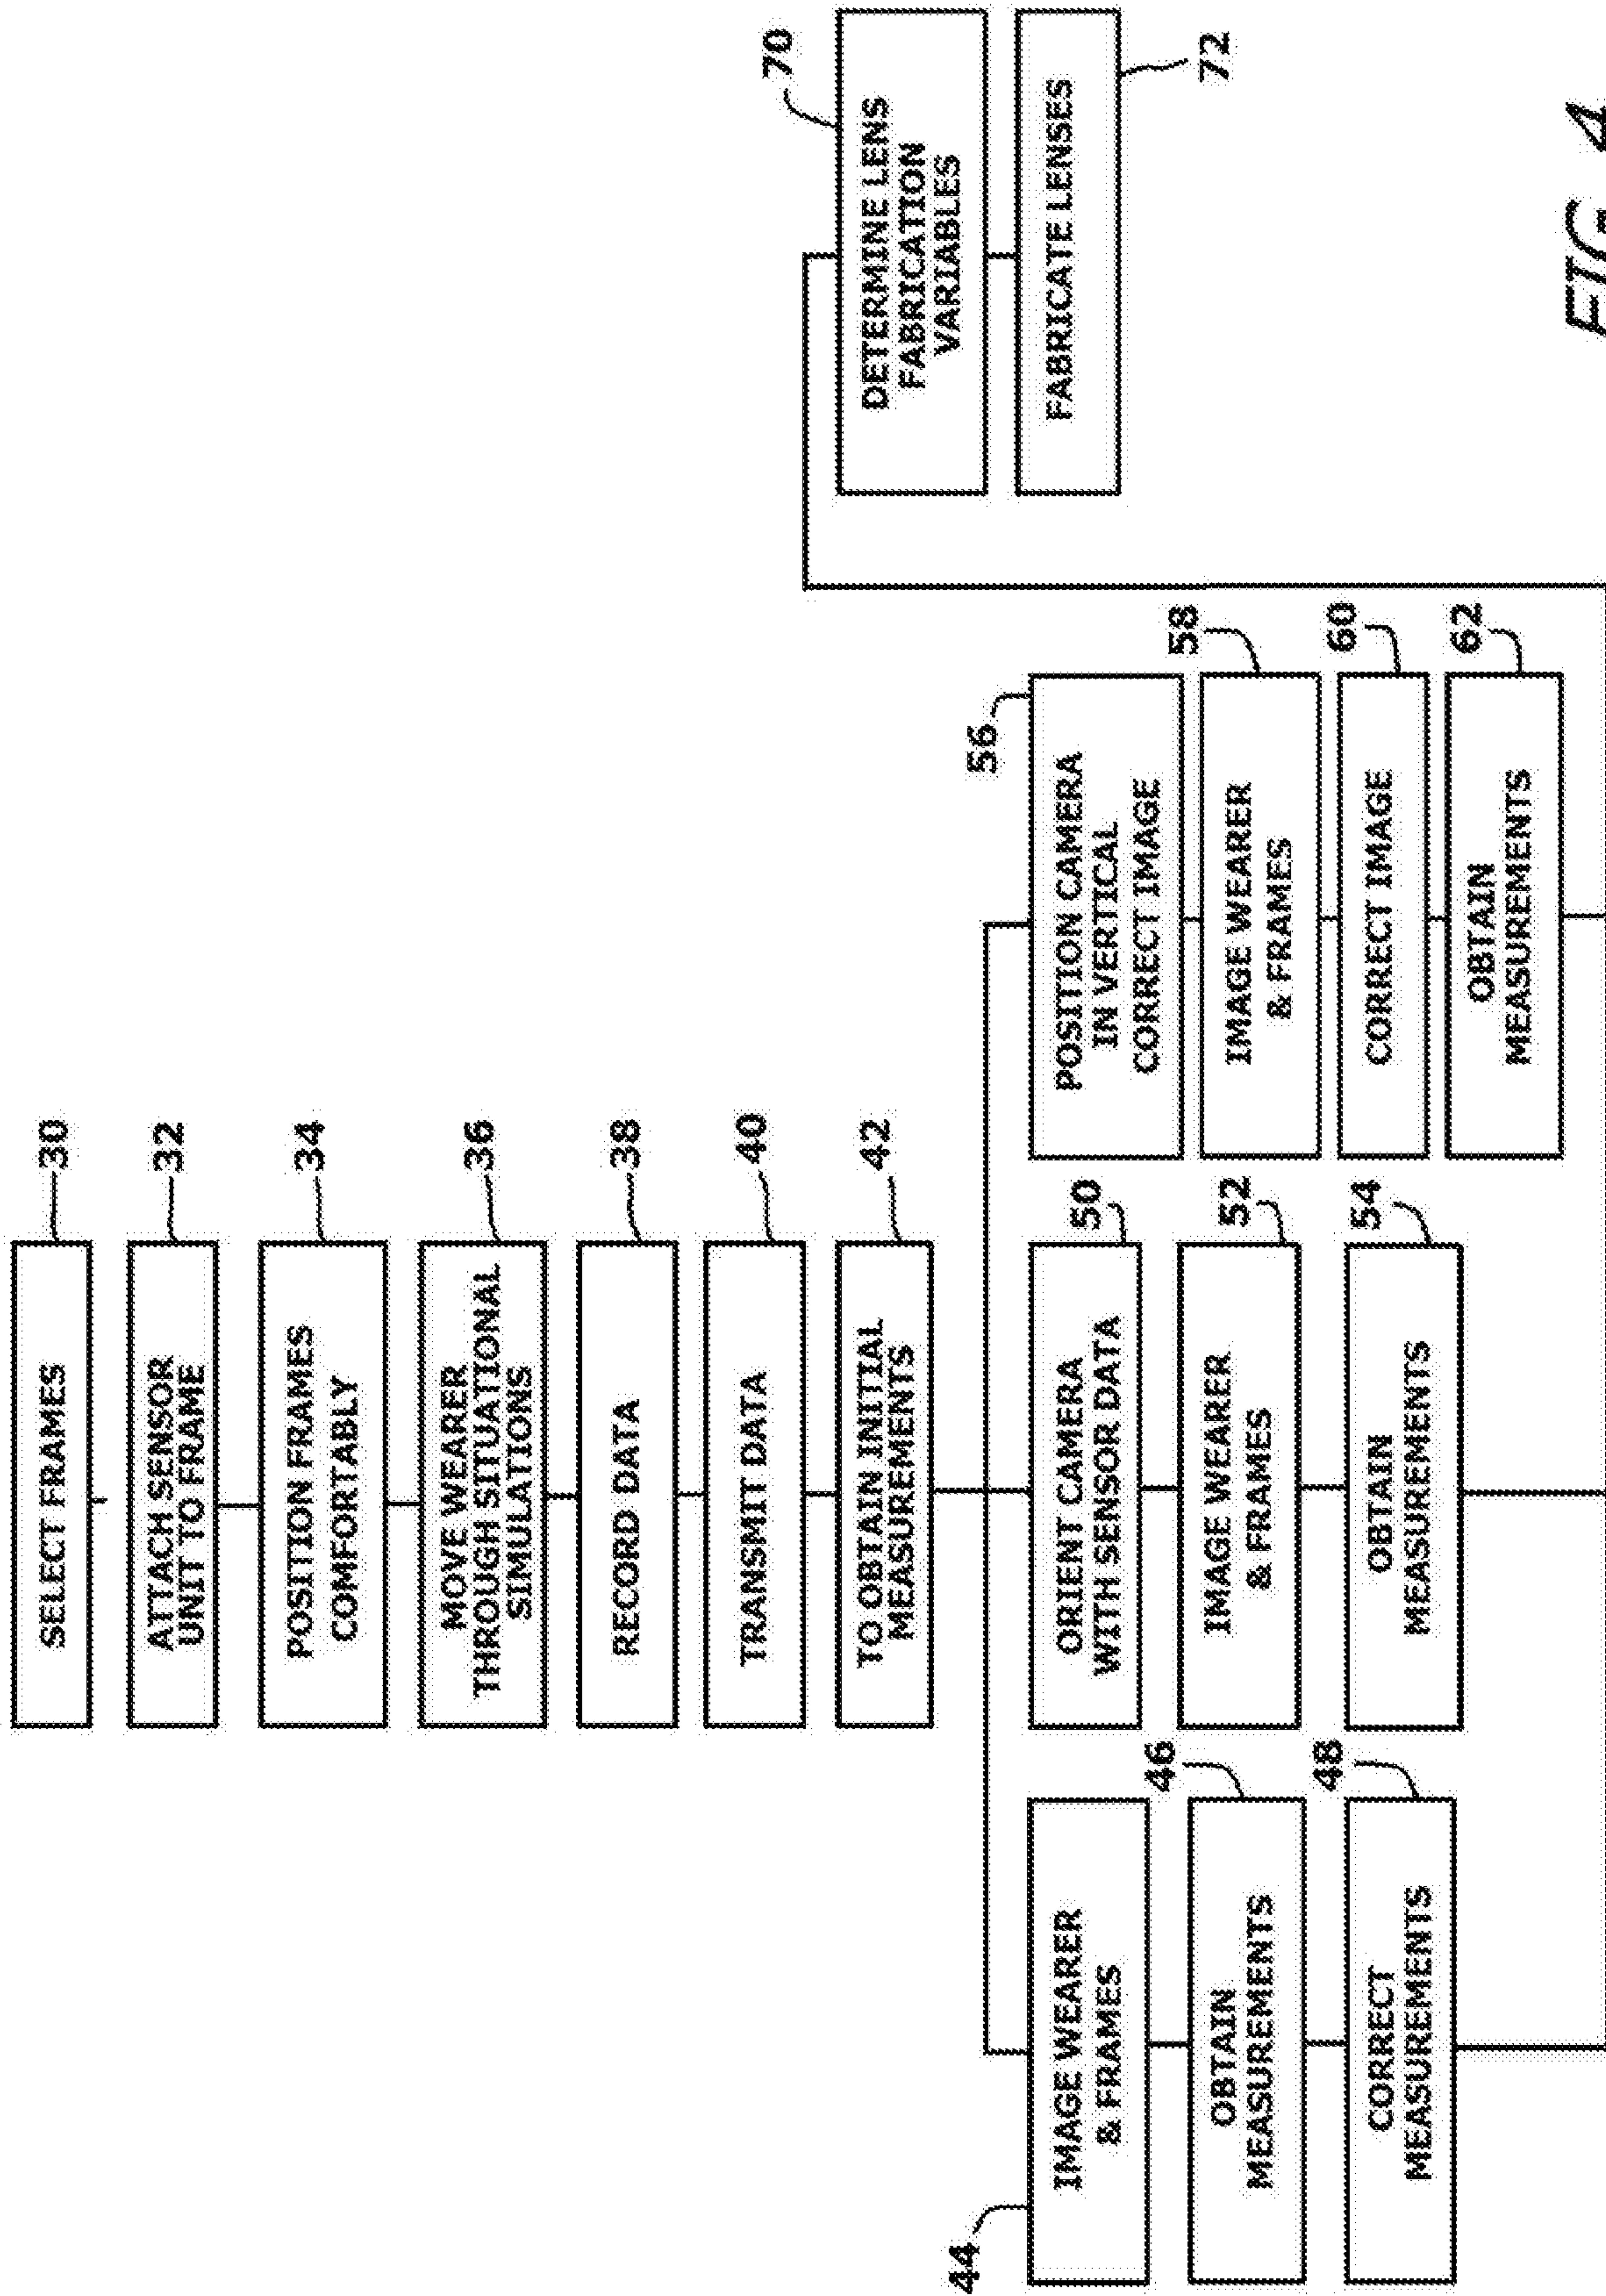 SELECT FRAMES
30
ATTACH SENSOR
UNIT TO FRAME
32
POSITION FRAMES
COMFORTABLY
34
MOVE WEARER
THROUGH SITUATIONAL
SIMULATIONS
36
RECORD DATA
38
TRANSMIT DATA
40
TO OBTAIN INITIAL
MEASUREMENTS
42
44
IMAGE WEARER
& FRAMES
46
OBTAIN
MEASUREMENTS
48
CORRECT
MEASUREMENTS
50
ORIENT CAMERA
WITH SENSOR DATA
52
IMAGE WEARER
& FRAMES
54
OBTAIN
MEASUREMENTS
56
POSITION CAMERA
IN VERTICAL
CORRECT IMAGE
58
IMAGE WEARER
& FRAMES
60
CORRECT IMAGE
62
OBTAIN
MEASUREMENTS
70
DETERMINE LENS
FABRICATION
VARIABLES
FABRICATE LENSES
72
FIG 4